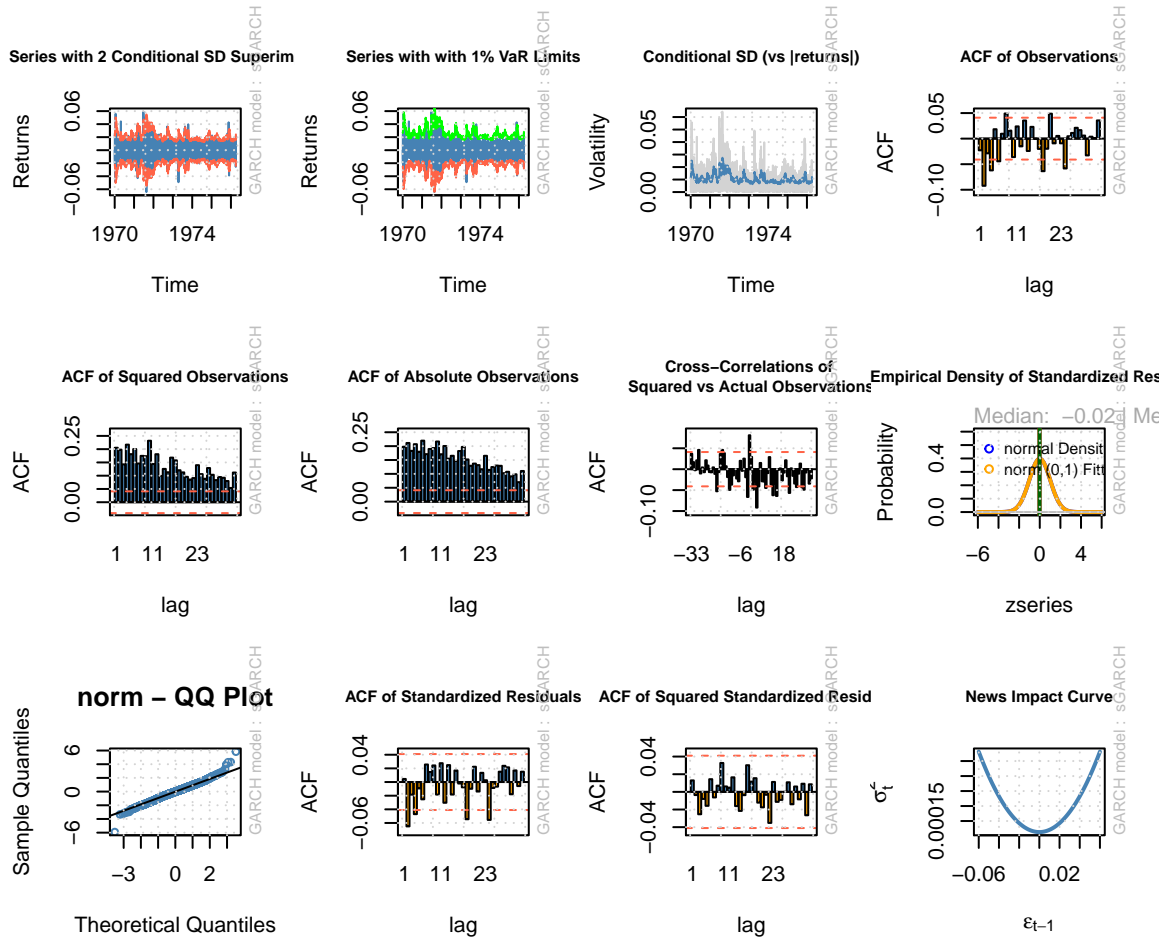 Series with 2 Conditional SD Superim
Returns
−0.06 0.06
1970 1974
Time
GARCH model : sGARCH
Series with with 1% VaR Limits
Returns
−0.06 0.06
1970 1974
Time
GARCH model : sGARCH
Conditional SD (vs |returns|)
Volatility
0.00 0.05
1970 1974
Time
GARCH model : sGARCH
ACF of Observations
ACF
−0.10 0.05
1 11 23
lag
GARCH model : sGARCH
ACF of Squared Observations
ACF
0.00 0.25
1 11 23
lag
GARCH model : sGARCH
ACF of Absolute Observations
ACF
0.00 0.25
1 11 23
lag
GARCH model : sGARCH
Cross−Correlations of
Squared vs Actual Observations
ACF
−0.10
−33 −6 18
lag
GARCH model : sGARCH
Empirical Density of Standardized Res
Median: −0.02 | Me
Probability
0.0 0.4
normal Densit
norm (0,1) Fitt
−6 0 4
zseries
norm − QQ Plot
Sample Quantiles
−6 0 6
−3 0 2
Theoretical Quantiles
GARCH model : sGARCH
ACF of Standardized Residuals
ACF
−0.06 0.04
1 11 23
lag
GARCH model : sGARCH
ACF of Squared Standardized Resid
ACF
−0.04 0.04
1 11 23
lag
GARCH model : sGARCH
News Impact Curve
0.00015
−0.06 0.02
εt−1
GARCH model : sGARCH